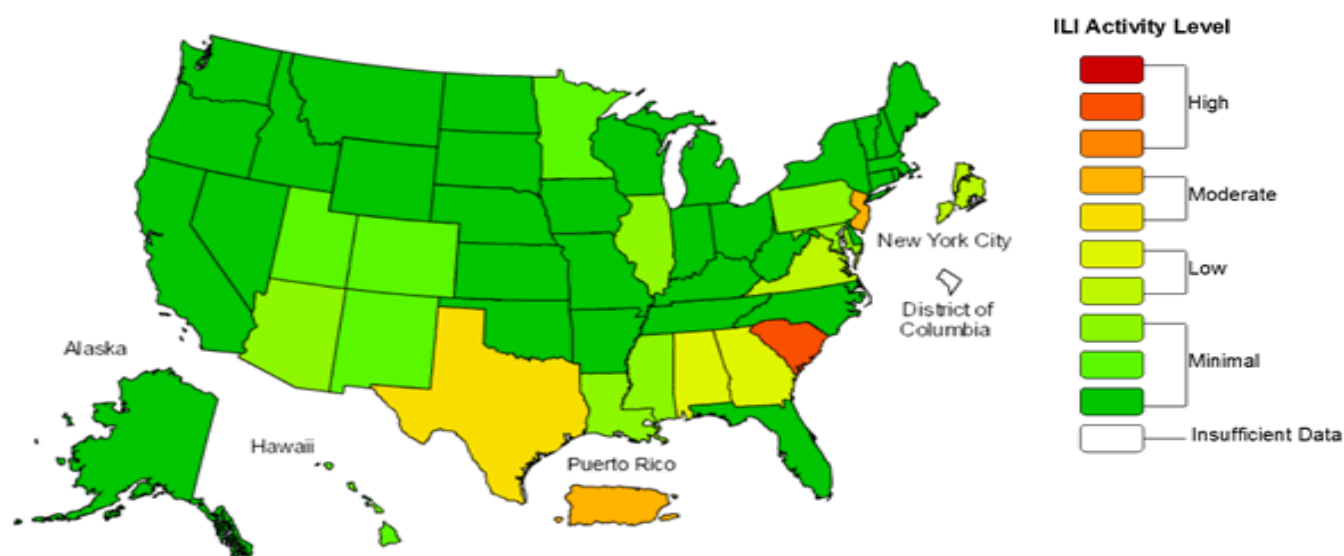 ILI Activity Level
High
Moderate
New York City
Low
District of
Columbia
Alaska
Minimal
Hawaii
Insufficient Data
Puerto Rico